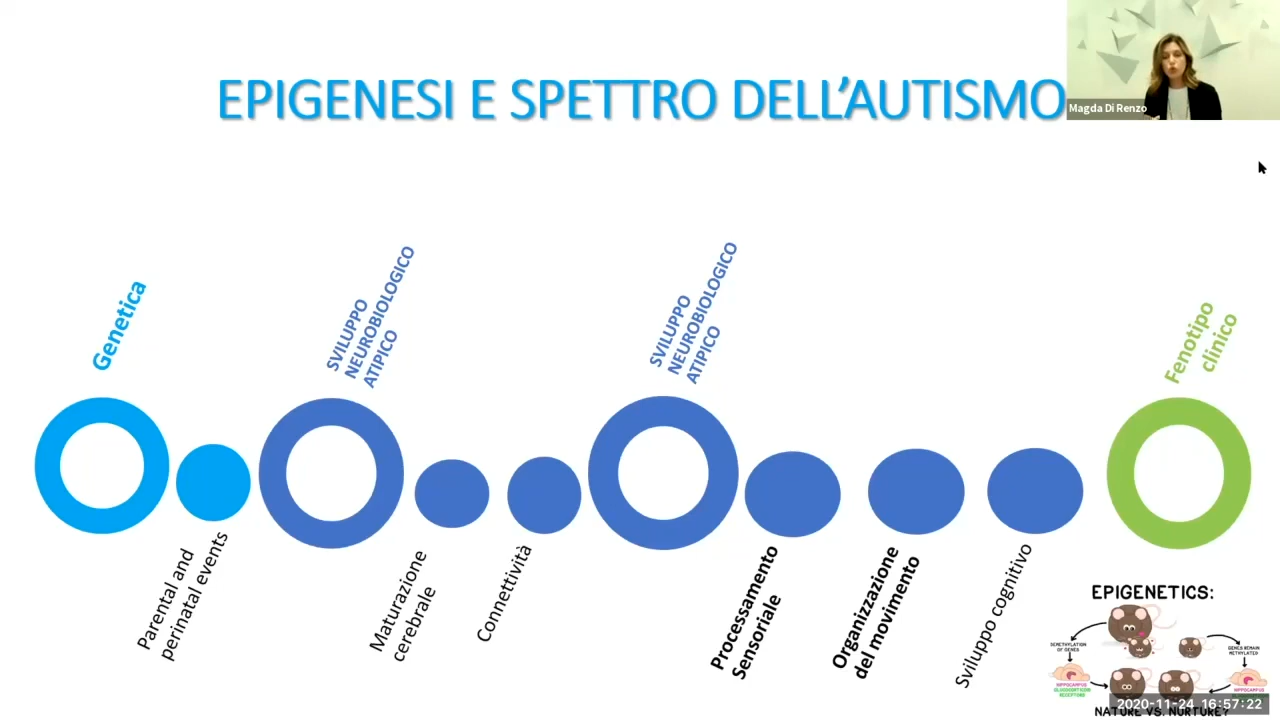 EPIGENESI E SPETTRO DELL'AUTISMO
Magda Di Renzo
Genetica
SVILUPPO
NEUROBIOLOGICO
ATIPICO
SVILUPPO
NEUROBIOLOGICO
ATIPICO
Fenotipo
clinico
Parental and
perinatal events
Maturazione
cerebrale
Connettività
Processamento
Sensoriale
Organizzazione
del movimento
Sviluppo cognitivo
EPIGENETICS:
DEMETHYLATION
OF GENES
GENES REMAIN
METHYLATED
HIPPOCAMPUS
GLUCOCORTICOID
RECEPTORS
HIPPOCAMPUS
2020-11-24 16:57:22
NATURE VS. NURTURE?